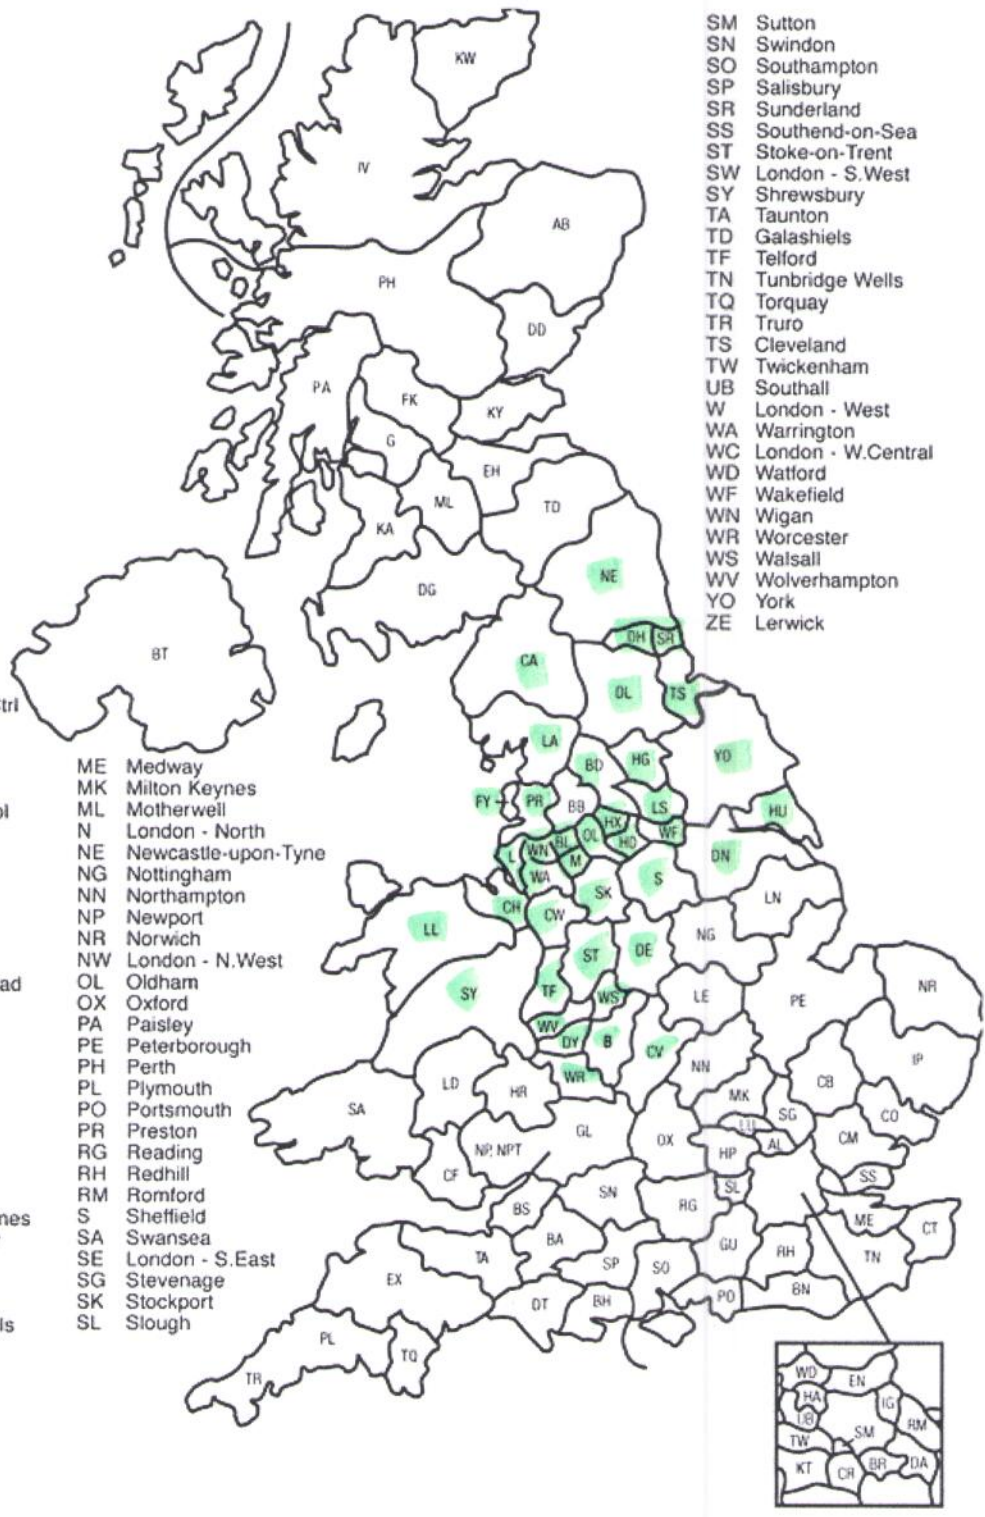 SM Sutton
SN Swindon
SO Southampton
SP Salisbury
SR Sunderland
SS Southend-on-Sea
ST Stoke-on-Trent
SW London - S.West
SY Shrewsbury
TA Taunton
TD Galashiels
TF Telford
TN Tunbridge Wells
TQ Torquay
TR Truro
TS Cleveland
TW Twickenham
UB Southall
W London - West
WA Warrington
WC London - W.Central
WD Watford
WF Wakefield
WN Wigan
WR Worcester
WS Walsall
WV Wolverhampton
YO York
ZE Lerwick
KW
IV
AB
PH
DD
PA
FK
KY
G
EH
ML
TD
KA
DG
NE
BT
DH SR
CA
DL TS
LA
BD HG YO
FY PR BB LS HU
HX
L WN BL OL HD WF
M DN
WA SK S
LN
CH CW
LL NG
ST DE
SY TF WS LE PE NR
WV DY B CV
WR NN IP
LD HR MK CB
SA SG CO
LU
NP, NPT GL OX HP AL CM
CF SL SS
BS SN RG ME CT
BA GU RH TN
TA SP SO
EX PO BN
DT BH
PL TQ
TR
WD EN
HA IG
UB RM
TW SM
KT CR BR DA
trl
ol
ad
nes
ls
ME Medway
MK Milton Keynes
ML Motherwell
N London - North
NE Newcastle-upon-Tyne
NG Nottingham
NN Northampton
NP Newport
NR Norwich
NW London - N.West
OL Oldham
OX Oxford
PA Paisley
PE Peterborough
PH Perth
PL Plymouth
PO Portsmouth
PR Preston
RG Reading
RH Redhill
RM Romford
S Sheffield
SA Swansea
SE London - S.East
SG Stevenage
SK Stockport
SL Slough